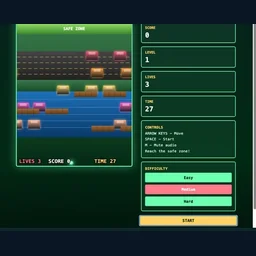 SAFE ZONE
LIVES 3 SCORE 0 TIME 27
SCORE
0
LEVEL
1
LIVES
3
TIME
27
CONTROLS
ARROW KEYS - Move
SPACE - Start
M - Mute audio
Reach the safe zone!
DIFFICULTY
Easy
Medium
Hard
START